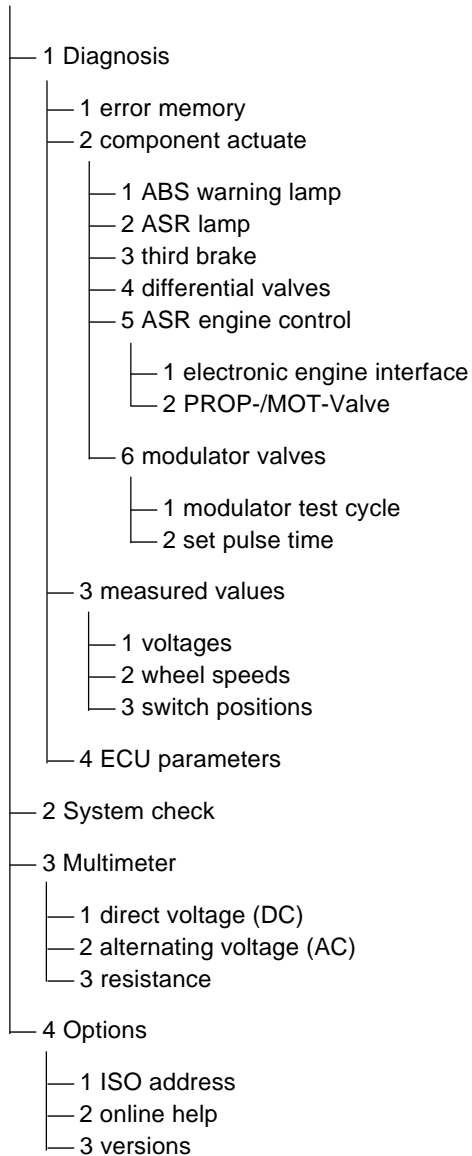 1 Diagnosis
1 error memory
2 component actuate
1 ABS warning lamp
2 ASR lamp
3 third brake
4 differential valves
5 ASR engine control
1 electronic engine interface
2 PROP-/MOT-Valve
6 modulator valves
1 modulator test cycle
2 set pulse time
3 measured values
1 voltages
2 wheel speeds
3 switch positions
4 ECU parameters
2 System check
3 Multimeter
1 direct voltage (DC)
2 alternating voltage (AC)
3 resistance
4 Options
1 ISO address
2 online help
3 versions